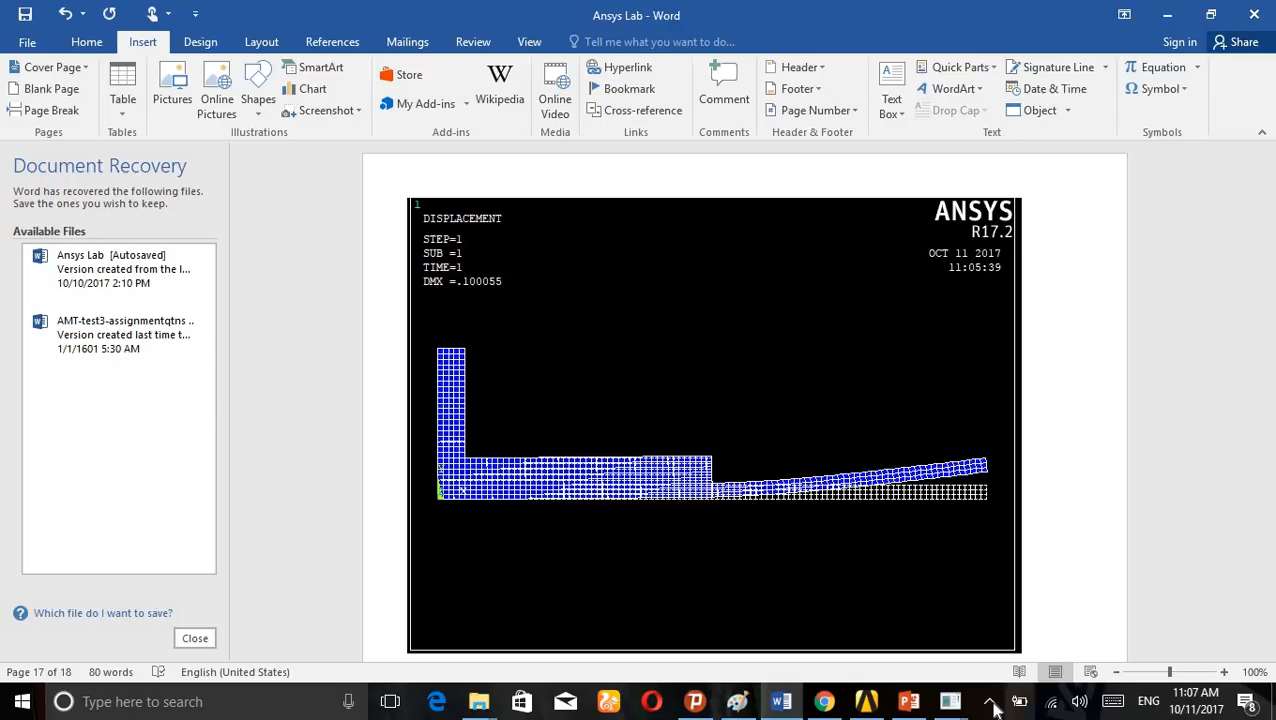 Ansys Lab - Word
File Home Insert Design Layout References Mailings Review View Tell me what you want to do... Sign in Share
Cover Page
Blank Page
Page Break
Pages
Table
Tables
Pictures
Online Pictures
Shapes
SmartArt
Chart
Screenshot
Illustrations
Store
My Add-ins
Wikipedia
Add-ins
Online Video
Media
Hyperlink
Bookmark
Cross-reference
Links
Comment
Comments
Header
Footer
Page Number
Header & Footer
Text Box
Quick Parts
WordArt
Drop Cap
Signature Line
Date & Time
Object
Text
Equation
Symbol
Symbols
Document Recovery
Word has recovered the following files.
Save the ones you wish to keep.
Available Files
Ansys Lab [Autosaved]
Version created from the l...
10/10/2017 2:10 PM
AMT-test3-assignmentqtns ..
Version created last time t...
1/1/1601 5:30 AM
Which file do I want to save?
Close
1
DISPLACEMENT
STEP=1
SUB =1
TIME=1
DMX =.100055
ANSYS
R17.2
OCT 11 2017
11:05:39
Page 17 of 18 80 words English (United States) 100%
Type here to search
ENG
11:07 AM
10/11/2017
8